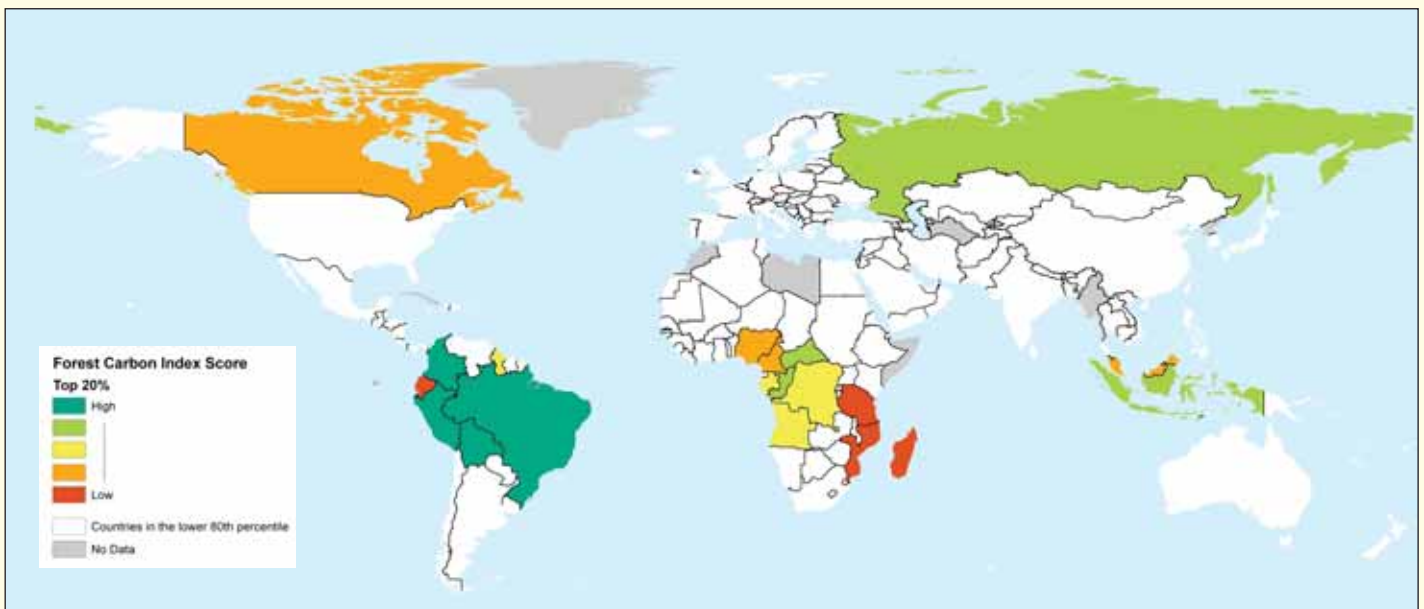 Forest Carbon Index Score
Top 20%
High
Low
Countries in the lower 80th percentile
No Data